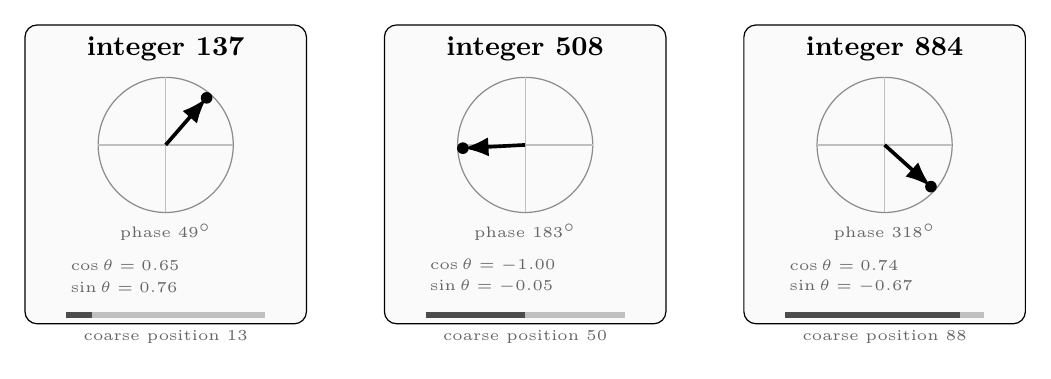 integer 137
phase 49°
cos θ = 0.65
sin θ = 0.76
coarse position 13
integer 508
phase 183°
cos θ = −1.00
sin θ = −0.05
coarse position 50
integer 884
phase 318°
cos θ = 0.74
sin θ = −0.67
coarse position 88